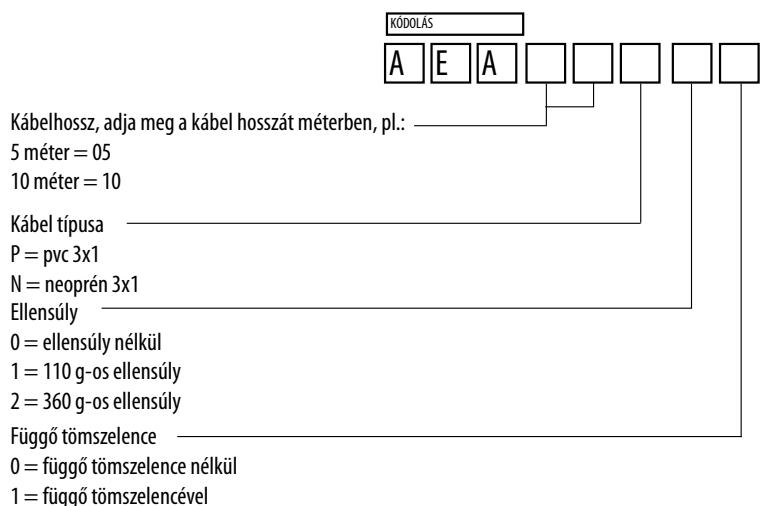 KÓDOLÁS
A E A
Kábelhossz, adja meg a kábel hosszát méterben, pl.:
5 méter = 05
10 méter = 10
Kábel típusa
P = pvc 3x1
N = neoprén 3x1
Ellensúly
0 = ellensúly nélkül
1 = 110 g-os ellensúly
2 = 360 g-os ellensúly
Függő tömszelence
0 = függő tömszelence nélkül
1 = függő tömszelencével